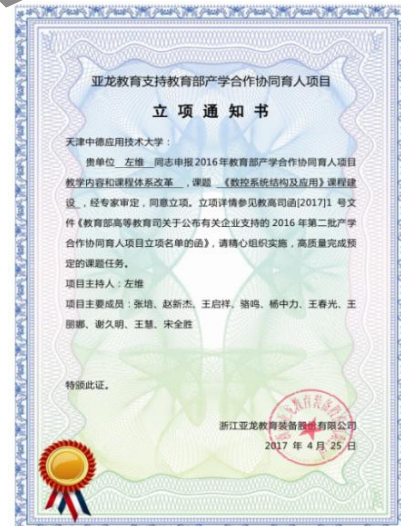 亚龙教育支持教育部产学合作协同育人项目
立项通知书
天津中德应用技术大学：
贵单位 左维 同志申报2016年教育部产学合作协同育人项目
教学内容和课程体系改革 ，课题 《数控系统结构及应用》课程建
设 ，经专家审定，同意立项。立项详情参见教高司函[2017]1 号文
件《教育部高等教育司关于公布有关企业支持的 2016 年第二批产学
合作协同育人项目立项名单的函》，请精心组织实施，高质量完成预
定的课题任务。
项目主持人：左维
项目主要成员：张培、赵新杰、王启祥、骆鸣、杨中力、王春光、王
丽娜、谢久明、王慧、宋全胜
特颁此证。
浙江亚龙教育装备股份有限公司
2017 年 4 月 25 日